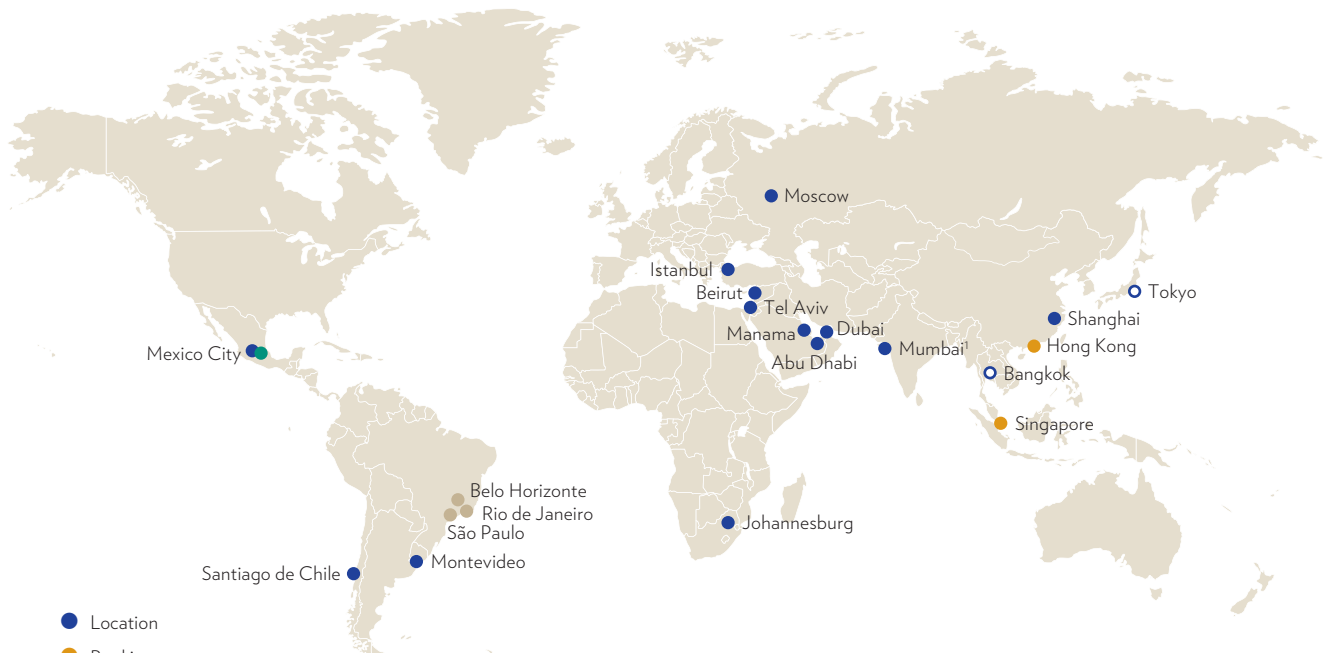 Moscow
Istanbul
Beirut
Tel Aviv
Tokyo
Shanghai
Manama
Dubai
Hong Kong
Mumbai¹
Mexico City
Abu Dhabi
Bangkok
Singapore
Belo Horizonte
Rio de Janeiro
São Paulo
Johannesburg
Montevideo
Santiago de Chile
Location